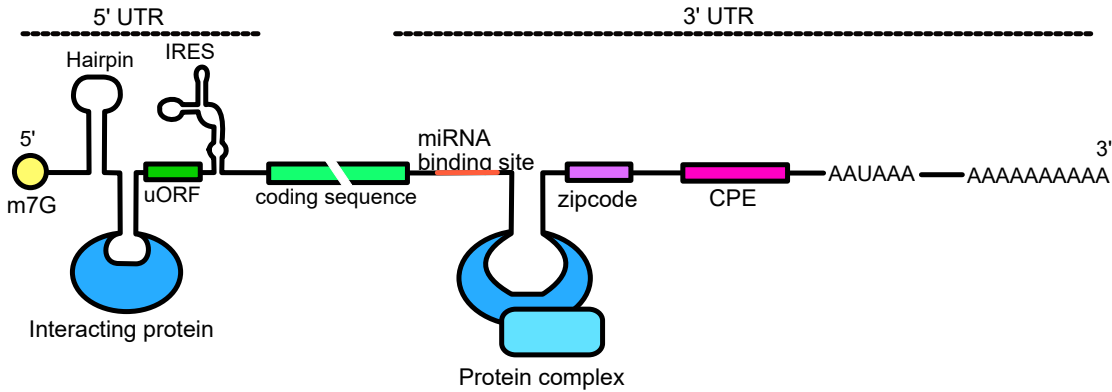 5' UTR
3' UTR
Hairpin
IRES
5'
m7G
uORF
coding sequence
miRNA
binding site
zipcode
CPE
AAUAAA
AAAAAAAAAA
3'
Interacting protein
Protein complex